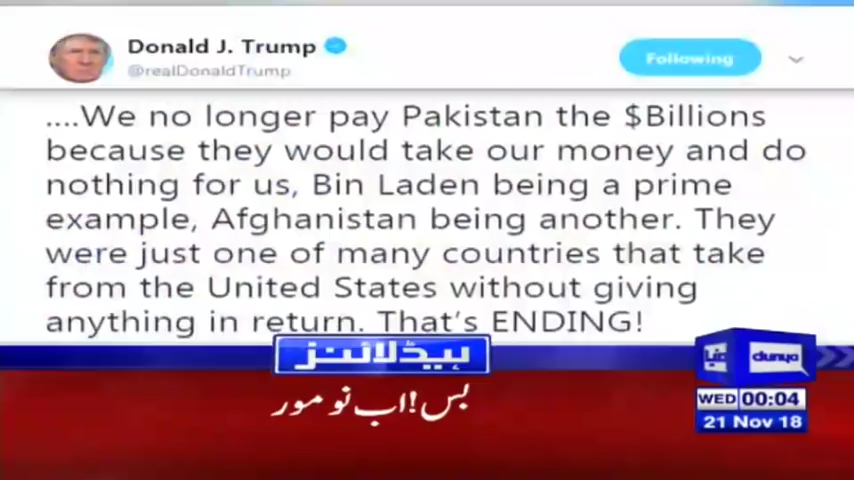 Donald J. Trump
@realDonaldTrump
Following
....We no longer pay Pakistan the $Billions
because they would take our money and do
nothing for us, Bin Laden being a prime
example, Afghanistan being another. They
were just one of many countries that take
from the United States without giving
anything in return. That's ENDING!
ہیڈلائنز
بس!اب نو مور
دنیا dunya
WED 00:04
21 Nov 18